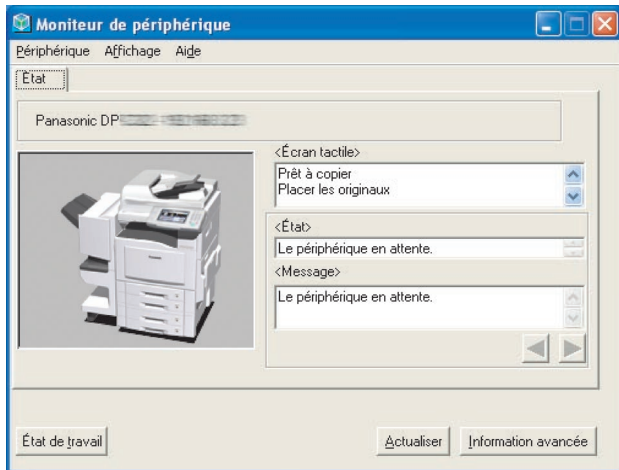 Moniteur de périphérique
Périphérique Affichage Aide
État
Panasonic DP
<Écran tactile>
Prêt à copier
Placer les originaux
<État>
Le périphérique en attente.
<Message>
Le périphérique en attente.
État de travail Actualiser Information avancée